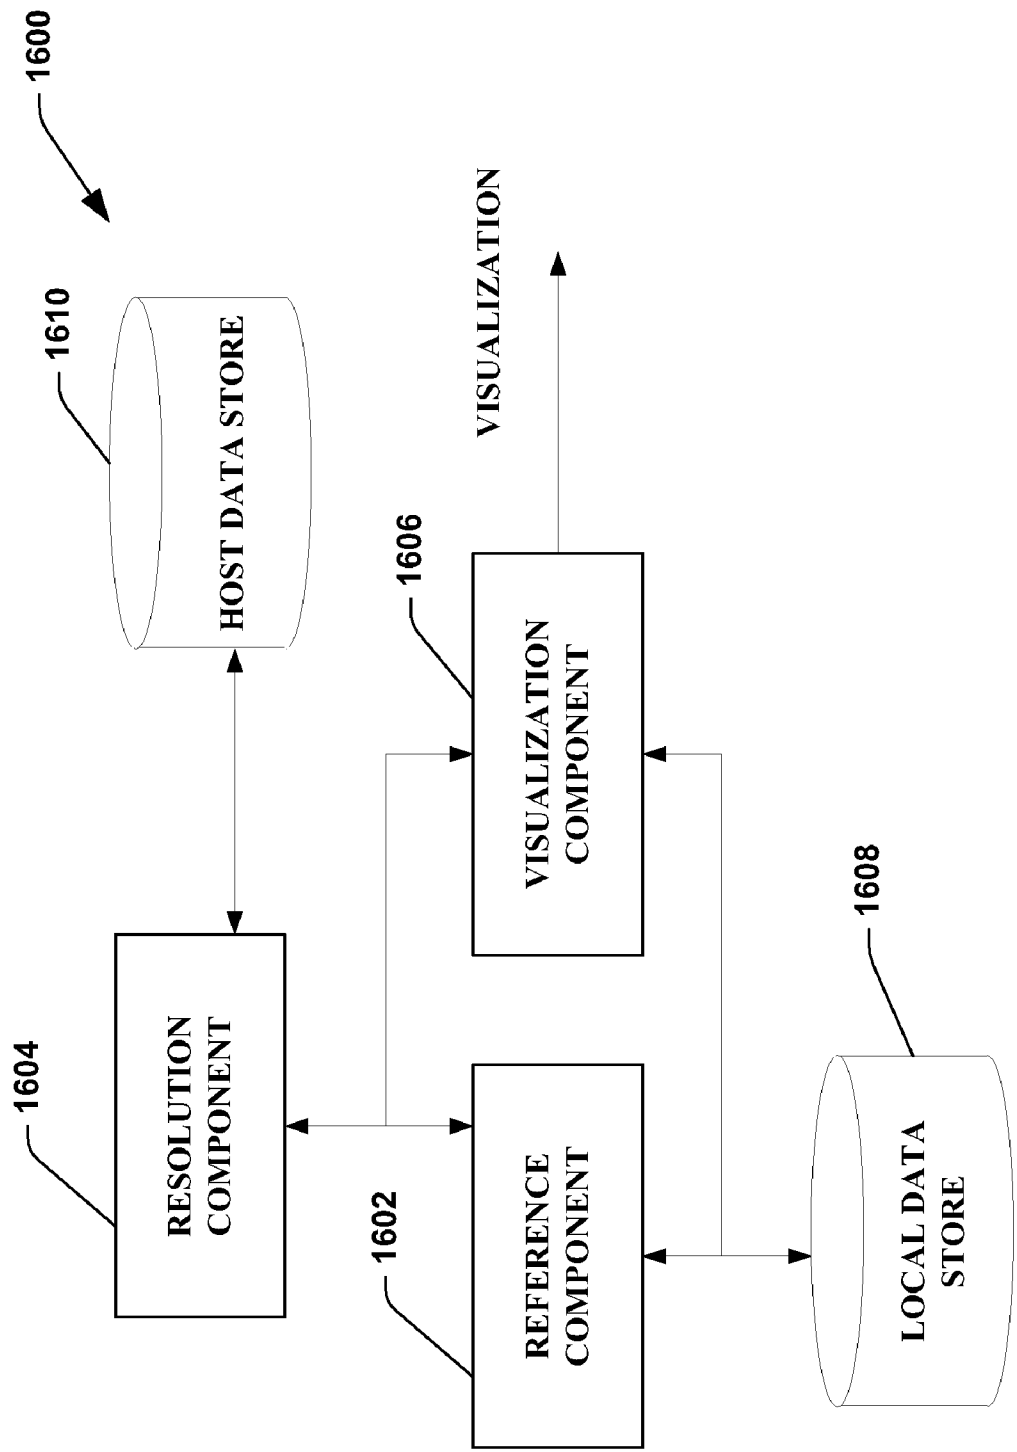 1600
1610
HOST DATA STORE
1604
RESOLUTION
COMPONENT
1606
VISUALIZATION
COMPONENT
VISUALIZATION
1602
REFERENCE
COMPONENT
1608
LOCAL DATA
STORE